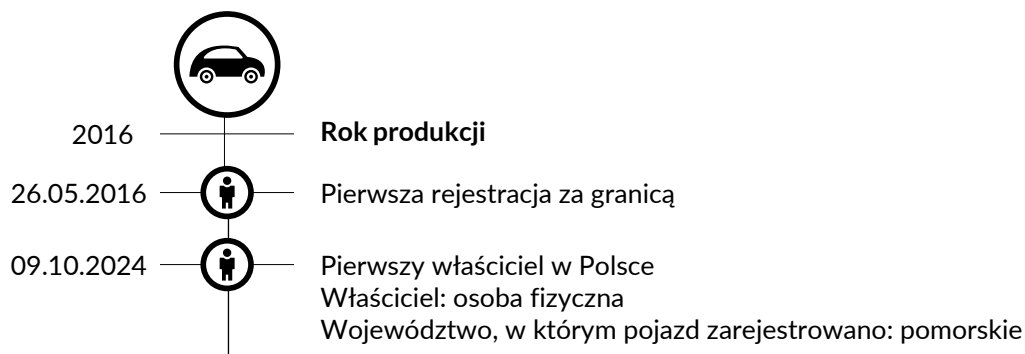 2016 Rok produkcji
26.05.2016 Pierwsza rejestracja za granicą
09.10.2024 Pierwszy właściciel w Polsce
Właściciel: osoba fizyczna
Województwo, w którym pojazd zarejestrowano: pomorskie